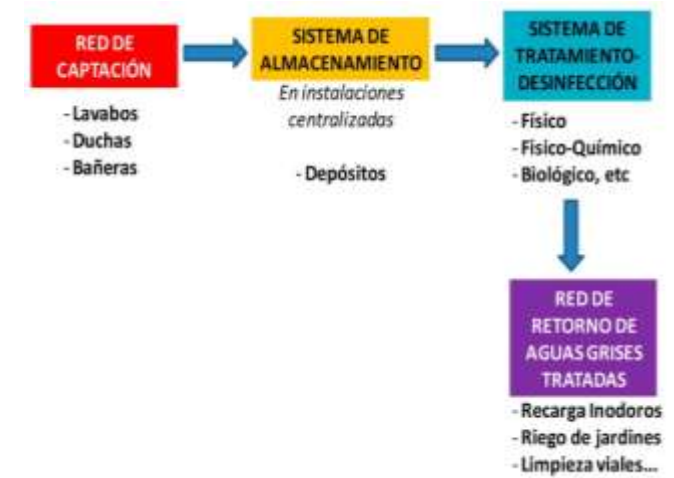 RED DE
CAPTACIÓN
- Lavabos
- Duchas
- Bañeras
SISTEMA DE
ALMACENAMIENTO
En instalaciones
centralizadas
- Depósitos
SISTEMA DE
TRATAMIENTO-
DESINFECCIÓN
- Físico
- Físico-Químico
- Biológico, etc
RED DE
RETORNO DE
AGUAS GRISES
TRATADAS
- Recarga Inodoros
- Riego de jardines
- Limpieza viales...